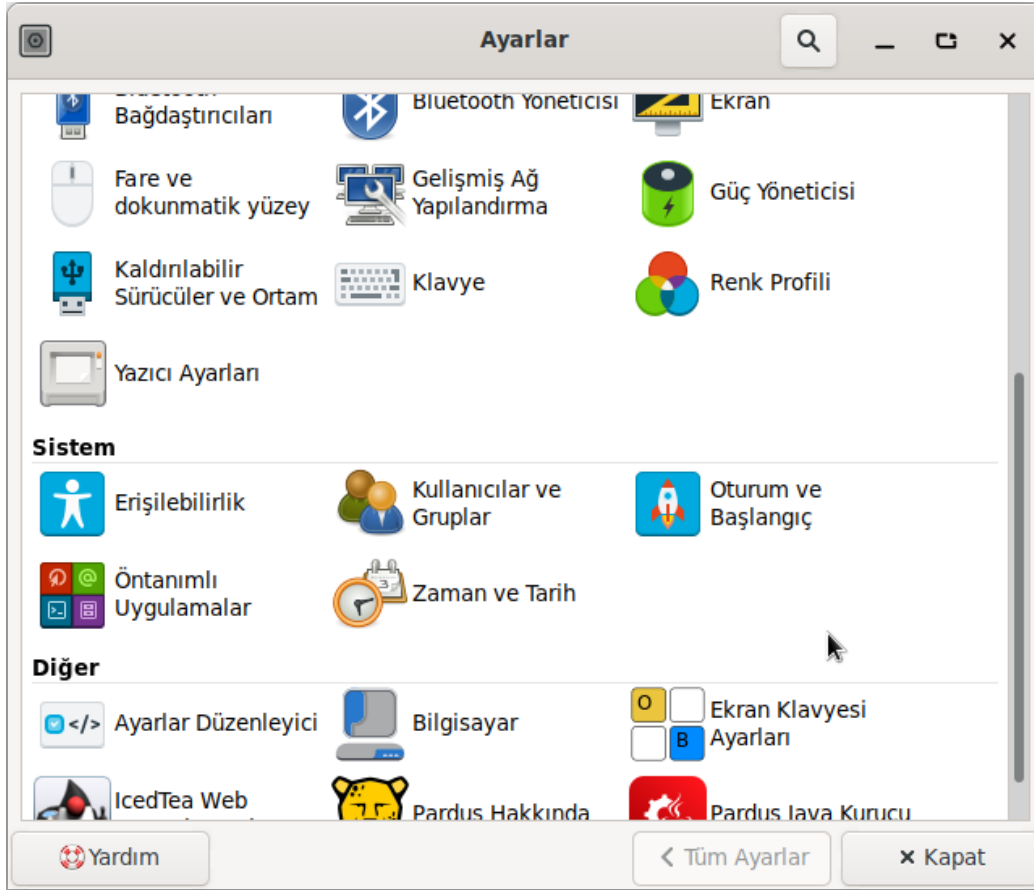 Ayarlar
Bluetooth
Bağdaştırıcıları
Bluetooth Yöneticisi
Ekran
Fare ve
dokunmatik yüzey
Gelişmiş Ağ
Yapılandırma
Güç Yöneticisi
Kaldırılabilir
Sürücüler ve Ortam
Klavye
Renk Profili
Yazıcı Ayarları
Sistem
Erişilebilirlik
Kullanıcılar ve
Gruplar
Oturum ve
Başlangıç
Öntanımlı
Uygulamalar
3
Zaman ve Tarih
Diğer
Ayarlar Düzenleyici
Bilgisayar
O
B
Ekran Klavyesi
Ayarları
IcedTea Web
Pardus Hakkında
Pardus Java Kurucu
Yardım
Tüm Ayarlar
Kapat